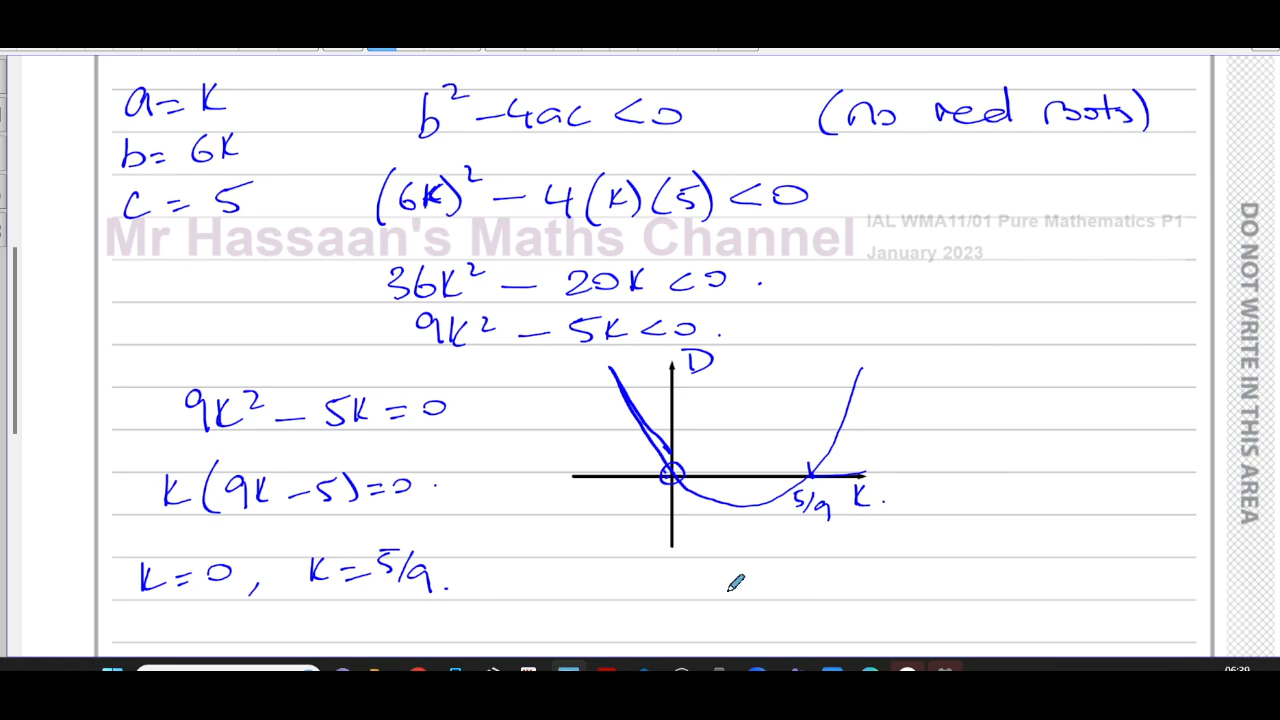 a = K
b² - 4ac < 0 (no real roots)
b = 6K
c = 5
(6K)² - 4(K)(5) < 0
Mr Hassaan's Maths Channel
IAL WMA11/01 Pure Mathematics P1
January 2023
36K² - 20K < 0.
9K² - 5K < 0.
D
9K² - 5K = 0
K(9K - 5) = 0.
5/9 K.
K = 0, K = 5/9.
DO NOT WRITE IN THIS AREA
06:29